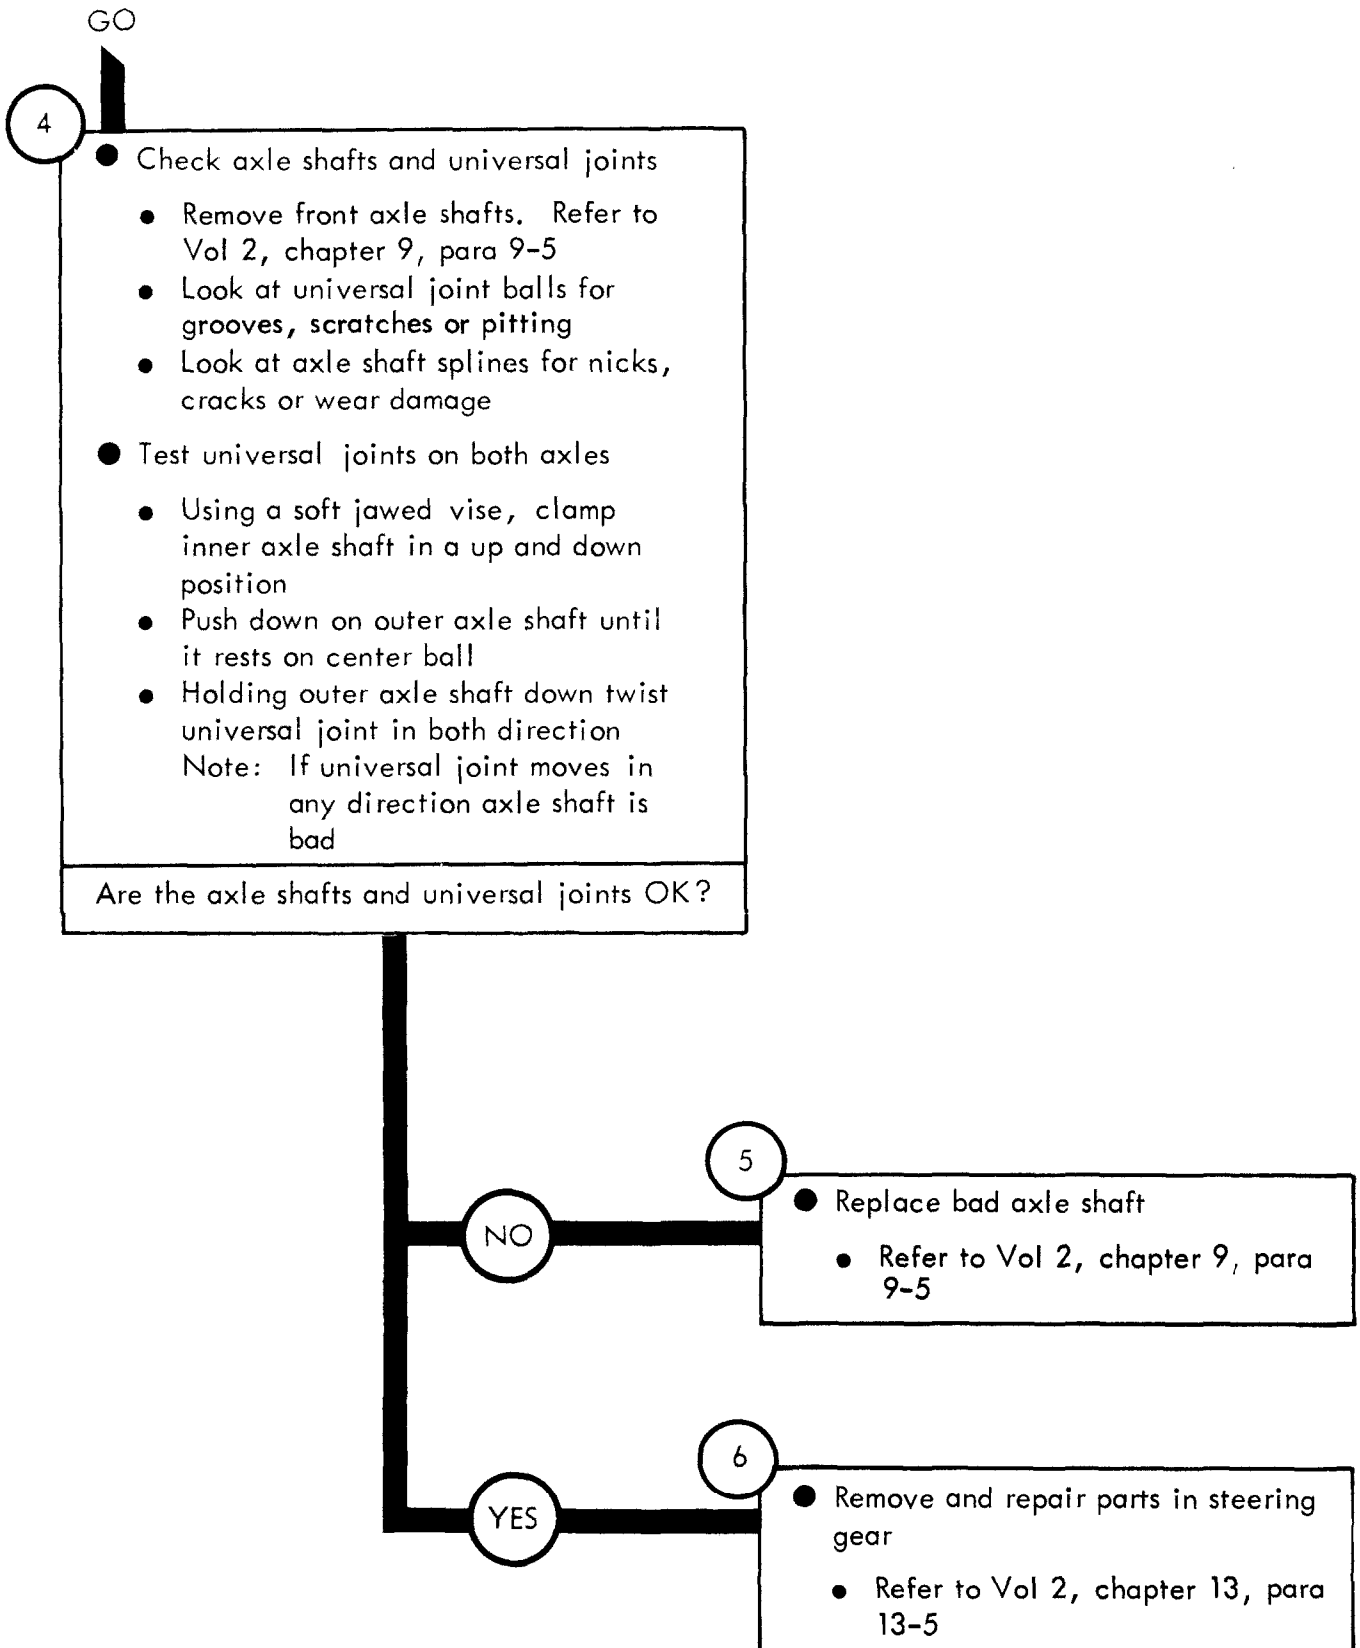 GO
4
● Check axle shafts and universal joints
● Remove front axle shafts. Refer to
Vol 2, chapter 9, para 9-5
● Look at universal joint balls for
grooves, scratches or pitting
● Look at axle shaft splines for nicks,
cracks or wear damage
● Test universal joints on both axles
● Using a soft jawed vise, clamp
inner axle shaft in a up and down
position
● Push down on outer axle shaft until
it rests on center ball
● Holding outer axle shaft down twist
universal joint in both direction
Note: If universal joint moves in
any direction axle shaft is
bad
Are the axle shafts and universal joints OK?
5
NO
● Replace bad axle shaft
● Refer to Vol 2, chapter 9, para
9-5
6
YES
● Remove and repair parts in steering
gear
● Refer to Vol 2, chapter 13, para
13-5